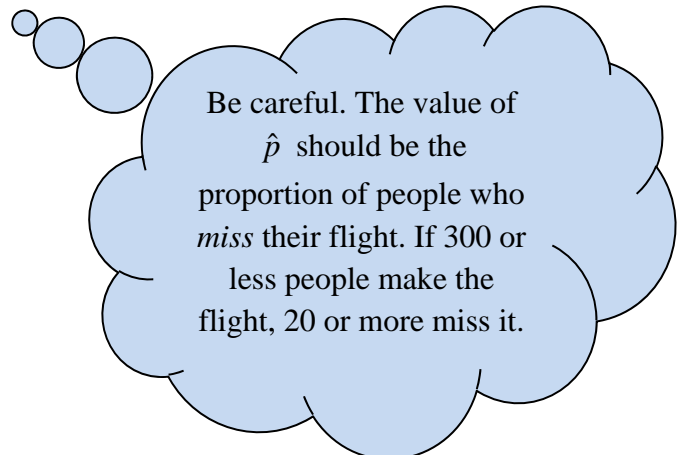 Be careful. The value of
p̂ should be the
proportion of people who
miss their flight. If 300 or
less people make the
flight, 20 or more miss it.